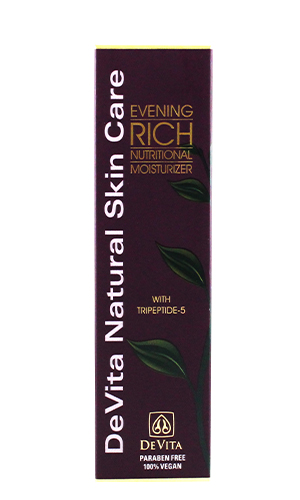 DeVita Natural Skin Care
EVENING
RICH
NUTRITIONAL
MOISTURIZER
WITH
TRIPEPTIDE-5
DEVITA
PARABEN FREE
100% VEGAN